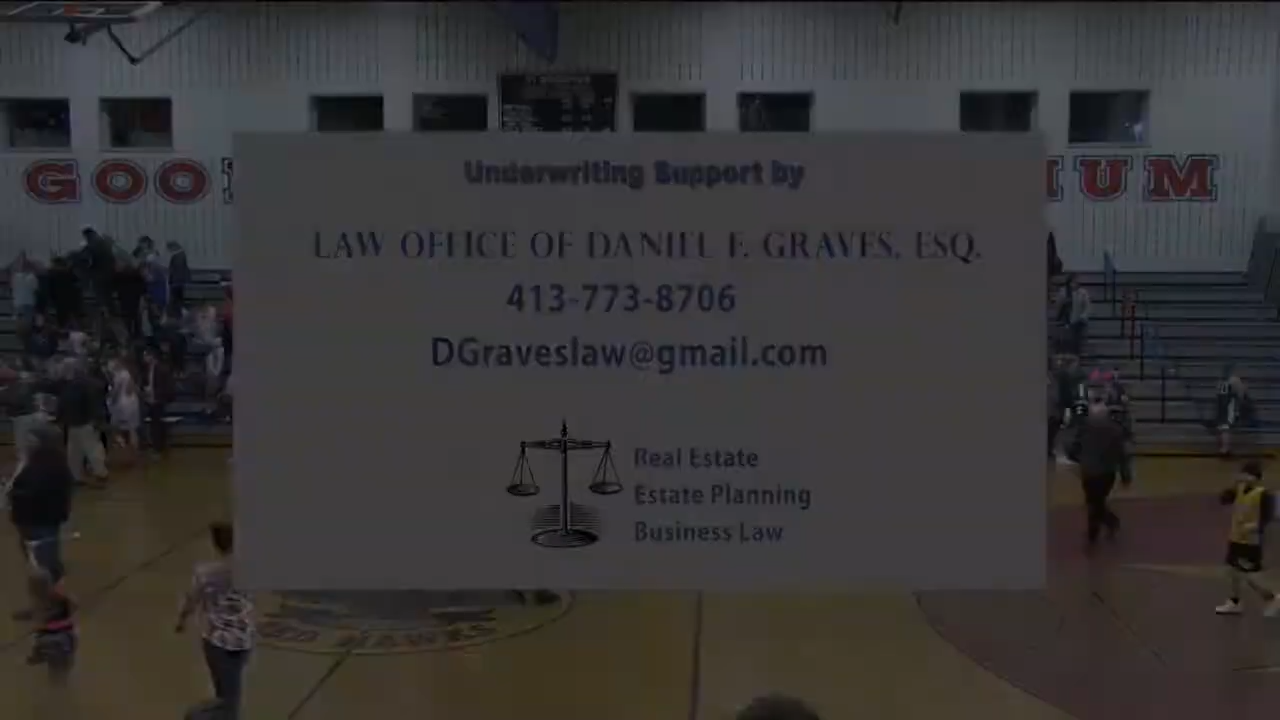 GOO
IUM
Underwriting Support by
LAW OFFICE OF DANIEL F. GRAVES, ESQ.
413-773-8706
DGraveslaw@gmail.com
Real Estate
Estate Planning
Business Law
HAWKS